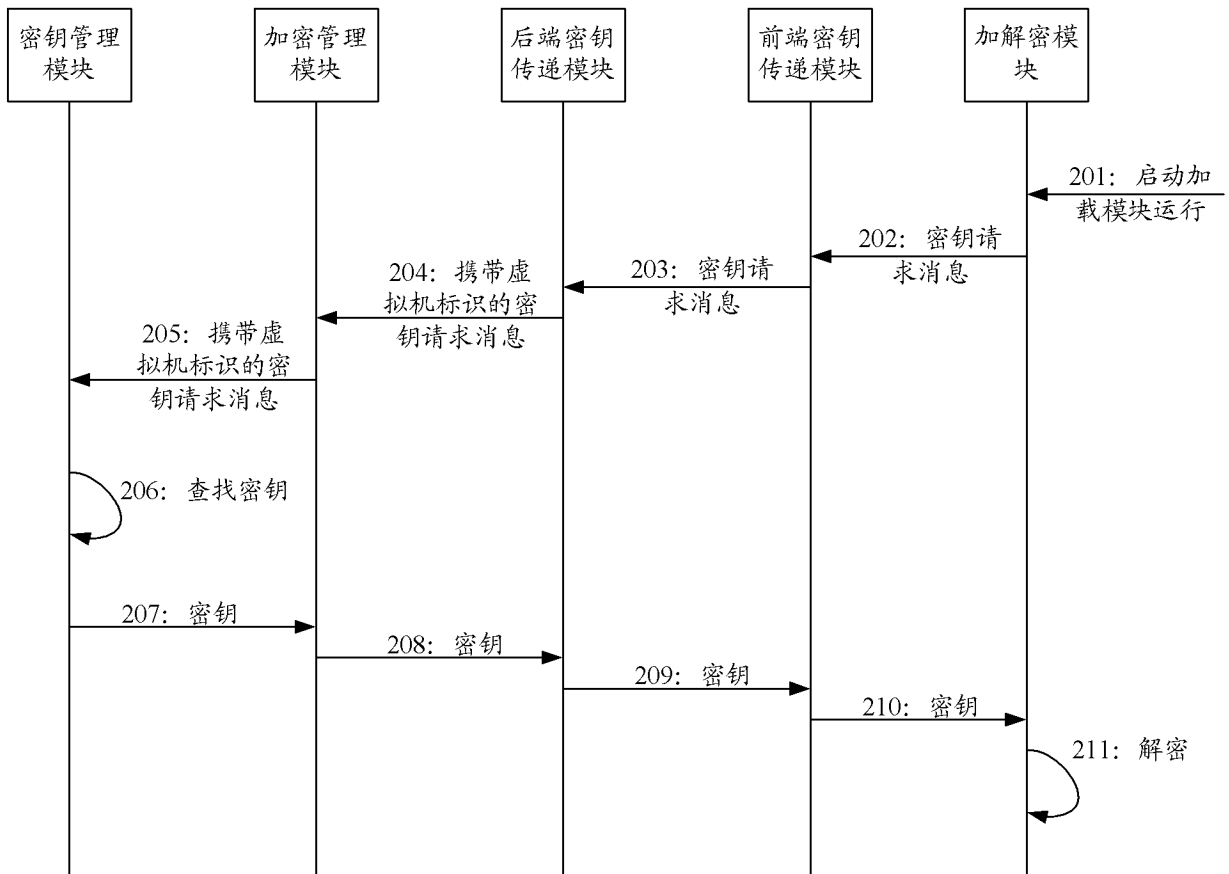 密钥管理
模块
加密管理
模块
后端密钥
传递模块
前端密钥
传递模块
加解密模
块
201：启动加
载模块运行
202：密钥请
求消息
203：密钥请
求消息
204：携带虚
拟机标识的密
钥请求消息
205：携带虚
拟机标识的密
钥请求消息
206：查找密钥
207：密钥
208：密钥
209：密钥
210：密钥
211：解密